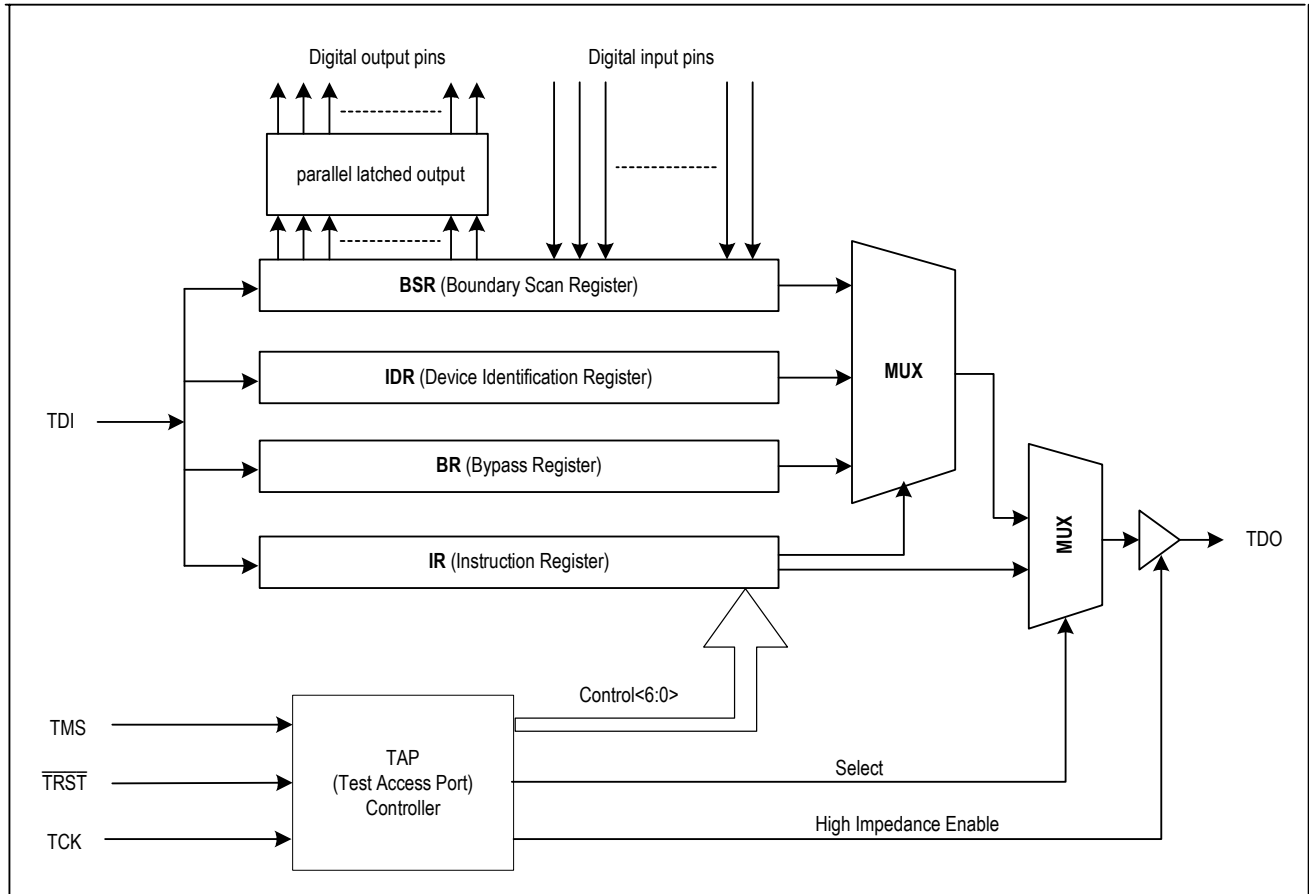 Digital output pins
Digital input pins
parallel latched output
BSR (Boundary Scan Register)
IDR (Device Identification Register)
MUX
TDI
BR (Bypass Register)
MUX
IR (Instruction Register)
TDO
Control<6:0>
TMS
TAP
(Test Access Port)
Controller
TRST
Select
TCK
High Impedance Enable